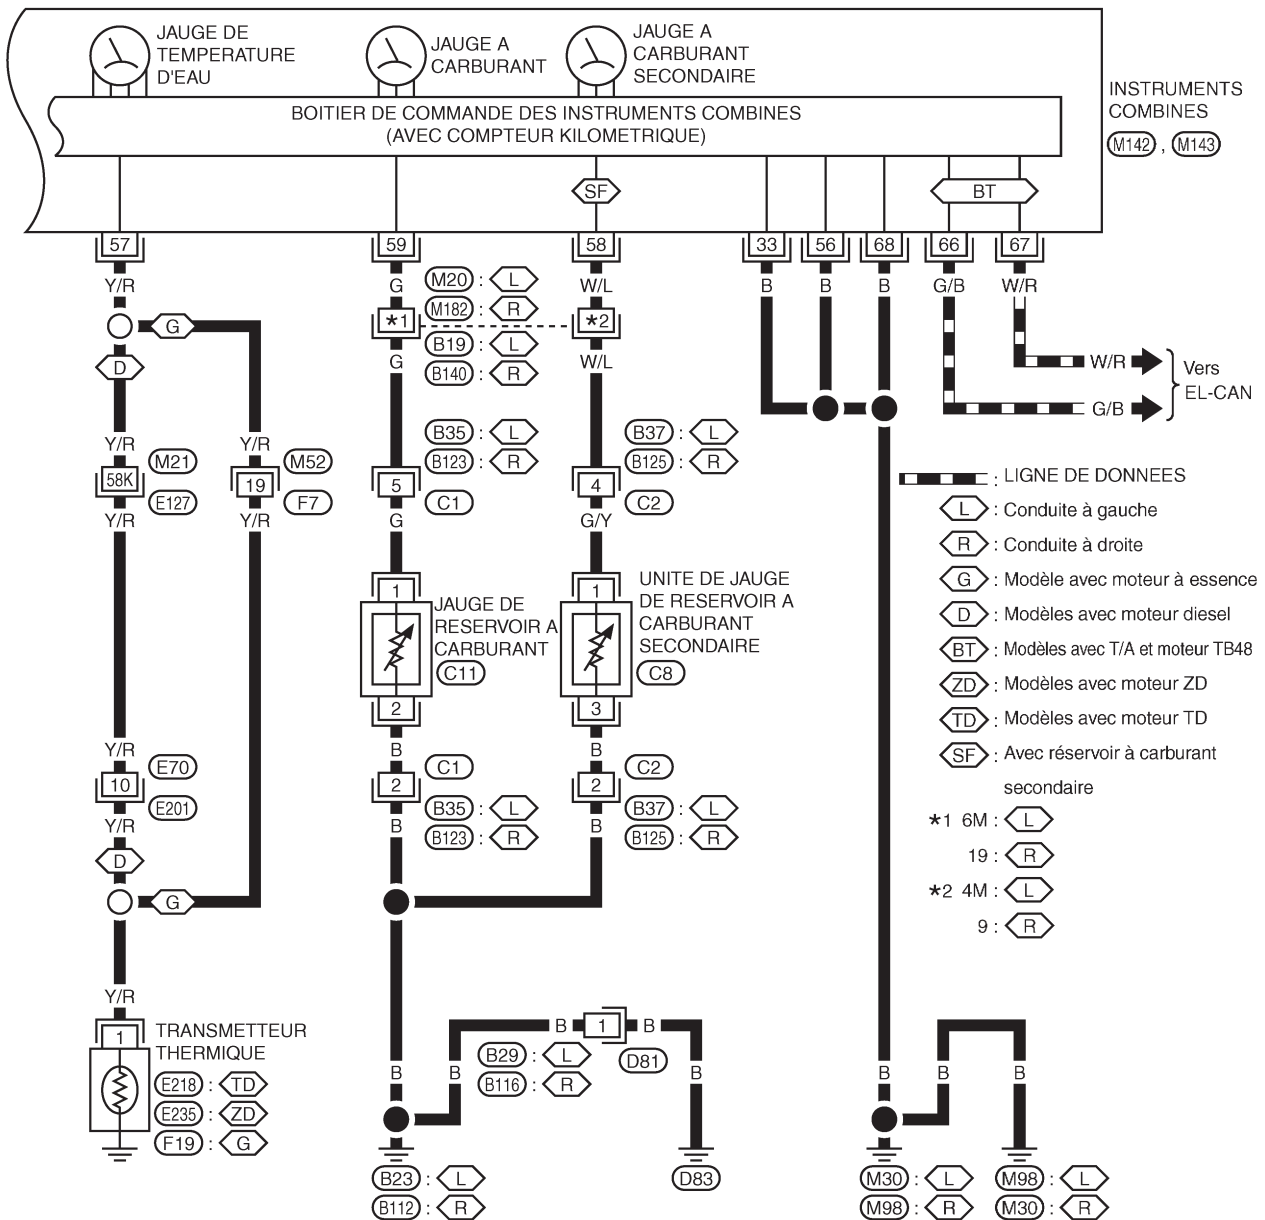 JAUGE DE
TEMPERATURE
D'EAU
JAUGE A
CARBURANT
JAUGE A
CARBURANT
SECONDAIRE
BOITIER DE COMMANDE DES INSTRUMENTS COMBINES
(AVEC COMPTEUR KILOMETRIQUE)
INSTRUMENTS
COMBINES
M142 , M143
SF
BT
57 59 58 33 56 68 66 67
Y/R G W/L B B B G/B W/R
M20 : L
M182 : R
*1 *2
B19 : L
B140 : R
G
D
G W/L
W/R
G/B
Vers
EL-CAN
B35 : L
B123 : R
B37 : L
B125 : R
Y/R Y/R
58K M21
E127
19 M52
F7
5 C1
4 C2
Y/R Y/R G G/Y
1
JAUGE DE
RESERVOIR A
CARBURANT
C11
2
1
UNITE DE JAUGE
DE RESERVOIR A
CARBURANT
SECONDAIRE
C8
3
LIGNE DE DONNEES
L : Conduite à gauche
R : Conduite à droite
G : Modèle avec moteur à essence
D : Modèles avec moteur diesel
BT : Modèles avec T/A et moteur TB48
ZD : Modèles avec moteur ZD
TD : Modèles avec moteur TD
SF : Avec réservoir à carburant
secondaire
*1 6M : L
19 : R
*2 4M : L
9 : R
Y/R B B
10 E70
E201
2 C1
B35 : L
B123 : R
2 C2
B37 : L
B125 : R
Y/R B B
D
G
Y/R
1
TRANSMETTEUR
THERMIQUE
E218 : TD
E235 : ZD
F19 : G
B 1 B
B29 : L
B116 : R
D81
B B B B B B
B23 : L
B112 : R
D83
M30 : L
M98 : R
M98 : L
M30 : R